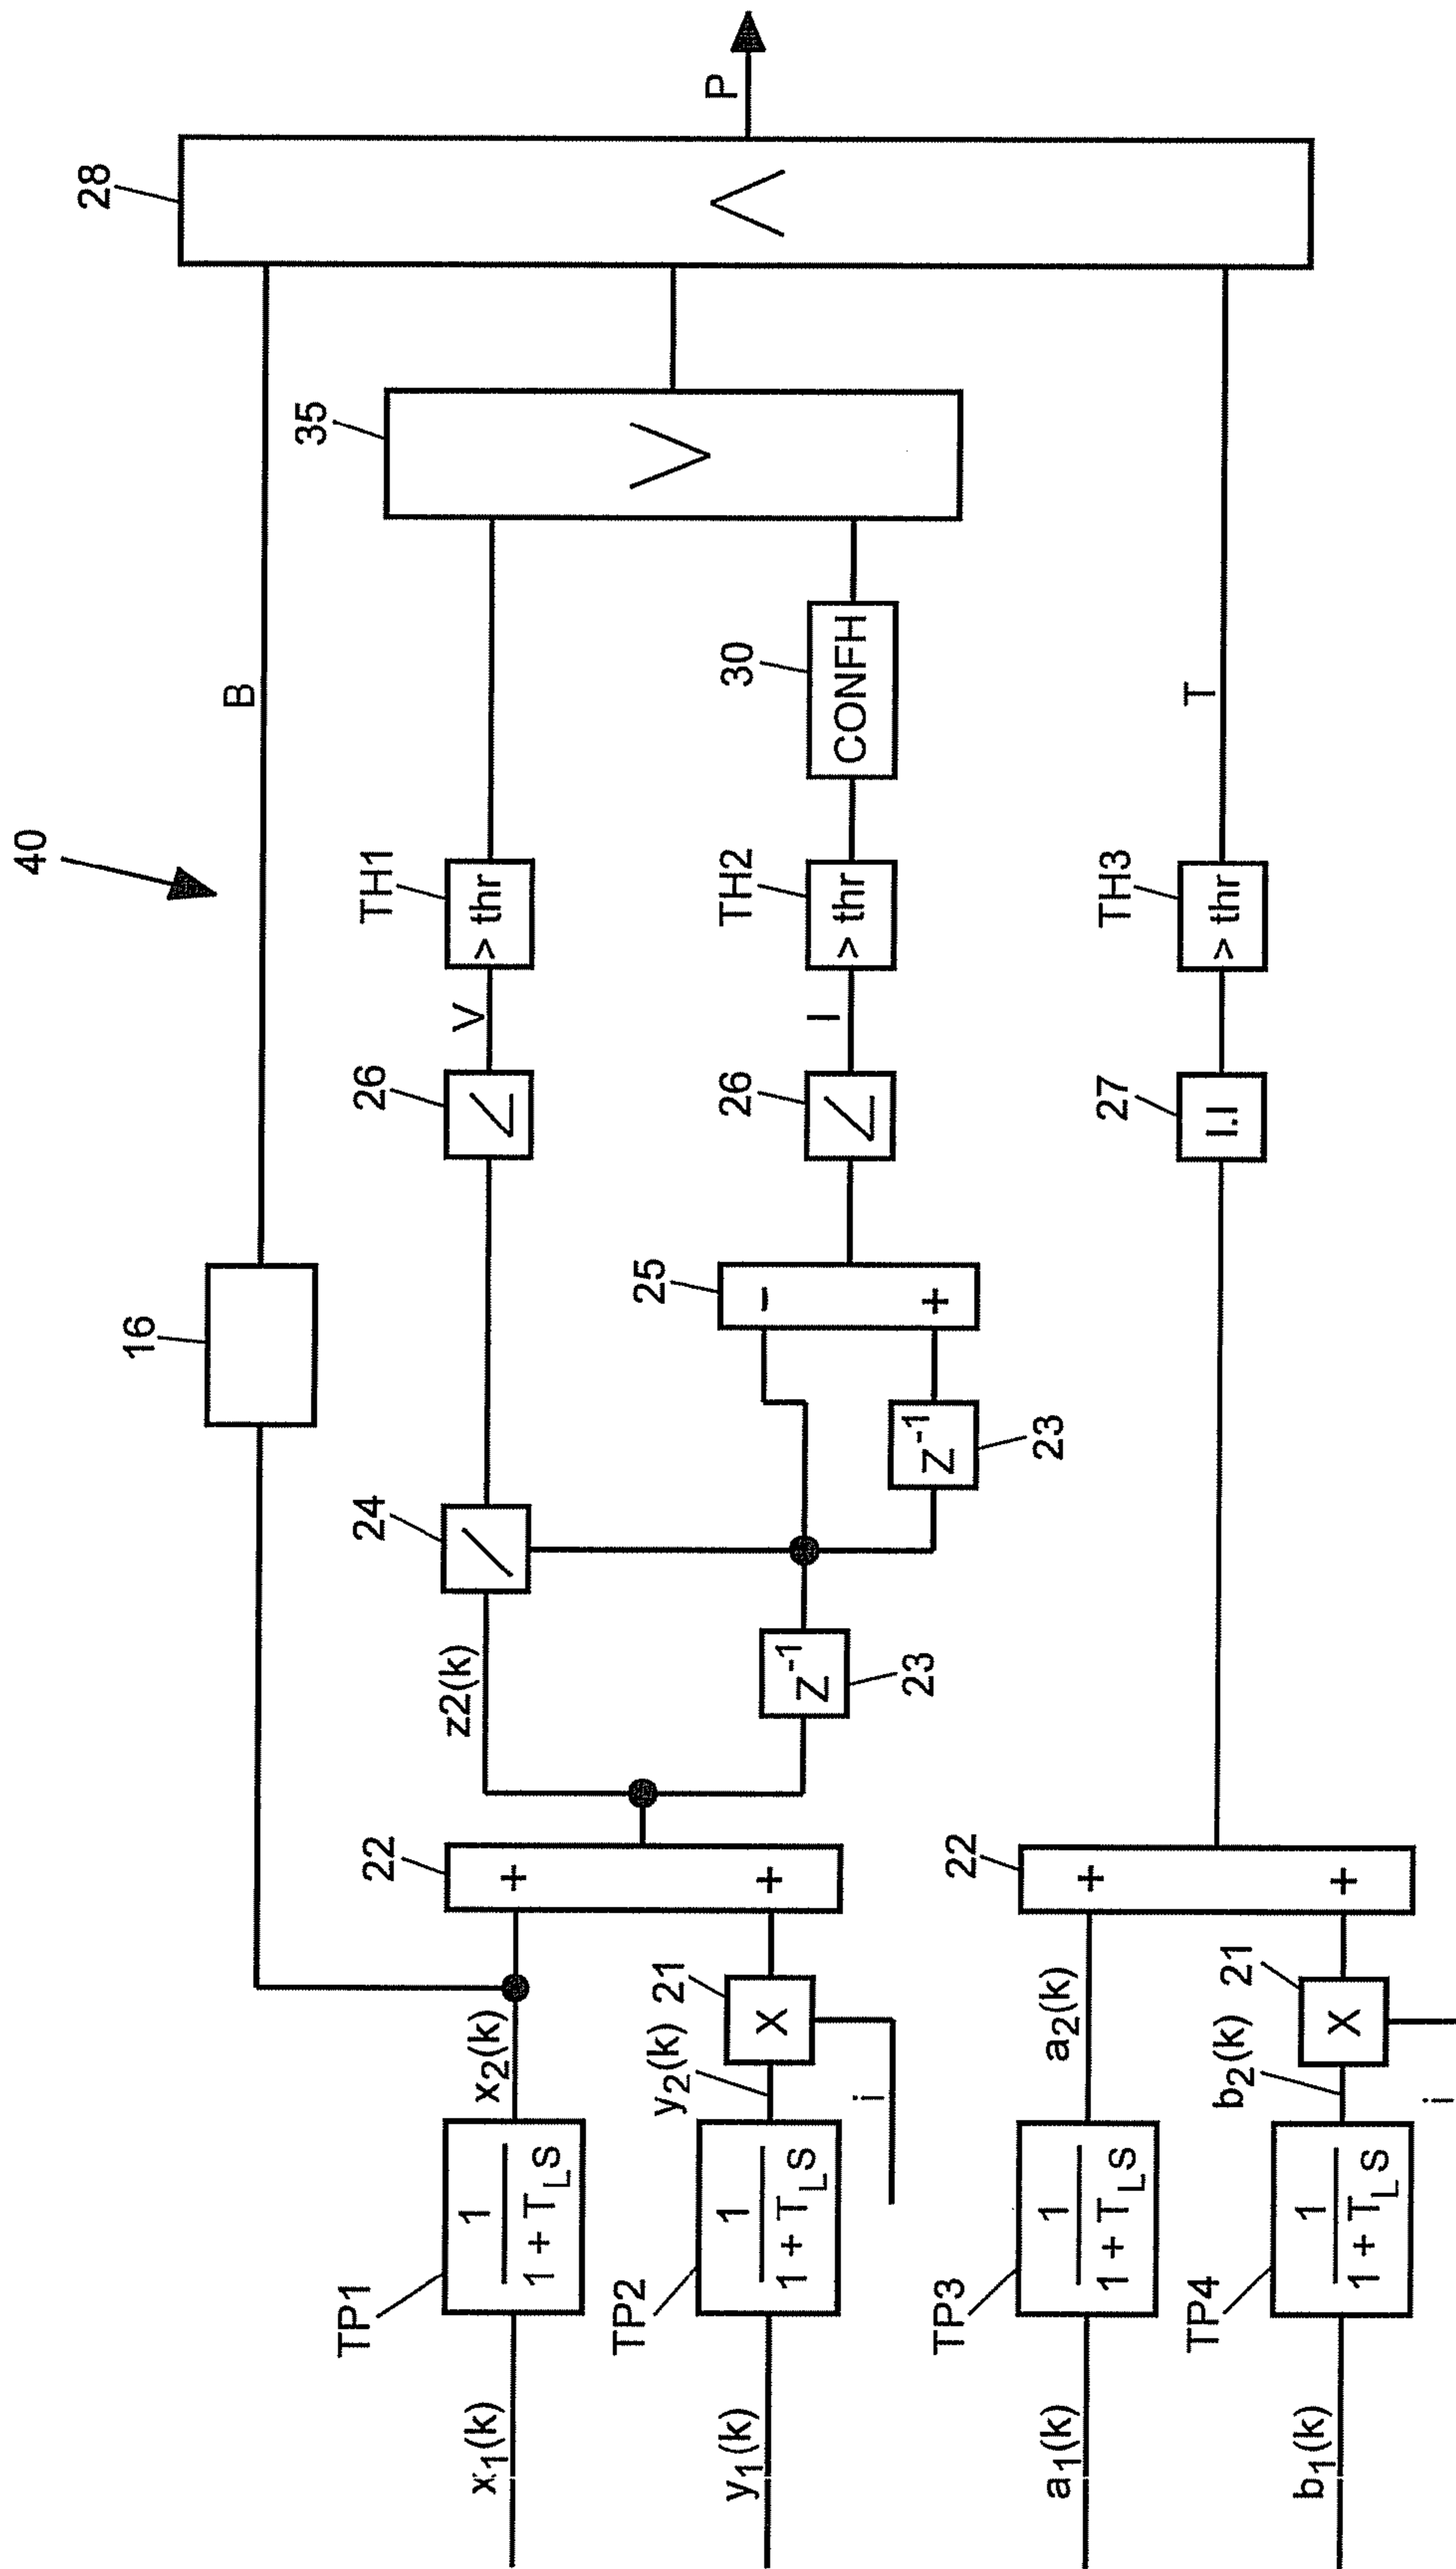 40
28
16
B
TP1
22
24
26
TH1
35
x₁(k)
1
1 + T_L S
x₂(k)
+
z2(k)
/
∠
V
> thr
∨
TP2
21
25
26
TH2
30
∧
P
y₁(k)
1
1 + T_L S
y₂(k)
X
+
Z⁻¹
−
∠
I
> thr
CONFH
i
23
Z⁻¹
+
23
TP3
22
27
TH3
a₁(k)
1
1 + T_L S
a₂(k)
+
|.|
> thr
T
TP4
21
b₁(k)
1
1 + T_L S
b₂(k)
X
+
i